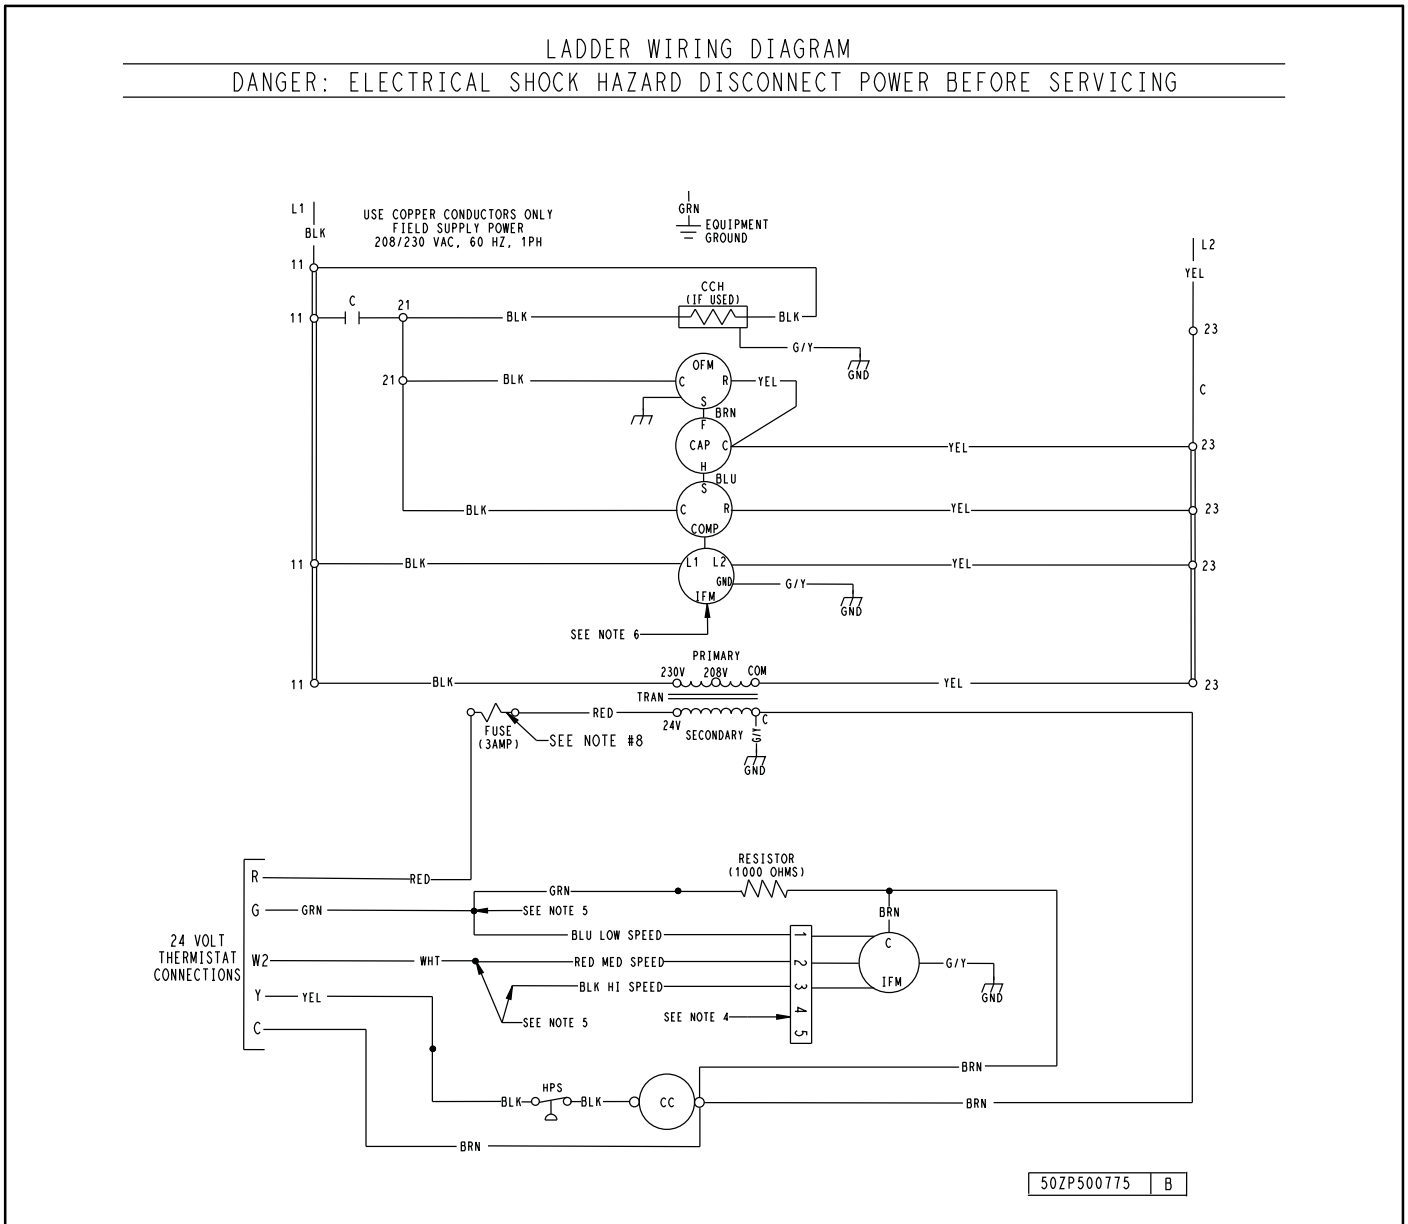 LADDER WIRING DIAGRAM
DANGER: ELECTRICAL SHOCK HAZARD DISCONNECT POWER BEFORE SERVICING
L1
BLK
USE COPPER CONDUCTORS ONLY
FIELD SUPPLY POWER
208/230 VAC, 60 HZ, 1PH
GRN
EQUIPMENT
GROUND
L2
YEL
11
CCH
(IF USED)
11
C
21
BLK
BLK
23
G/Y
GND
21
BLK
OFM
C
R
S
YEL
C
BRN
F
CAP
C
H
YEL
23
BLU
S
C
R
COMP
BLK
YEL
23
11
BLK
L1
L2
GND
IFM
YEL
23
G/Y
GND
SEE NOTE 6
PRIMARY
230V
208V
COM
11
BLK
YEL
23
TRAN
FUSE
(3AMP)
RED
24V
SECONDARY
C
G/Y
GND
SEE NOTE #8
24 VOLT
THERMISTAT
CONNECTIONS
R
RED
RESISTOR
(1000 OHMS)
GRN
G
GRN
SEE NOTE 5
BRN
BLU LOW SPEED
1
C
IFM
W2
WHT
RED MED SPEED
2
G/Y
GND
BLK HI SPEED
3
Y
YEL
SEE NOTE 5
SEE NOTE 4
4
5
C
BRN
HPS
BLK
BLK
CC
BRN
BRN
50ZP500775
B